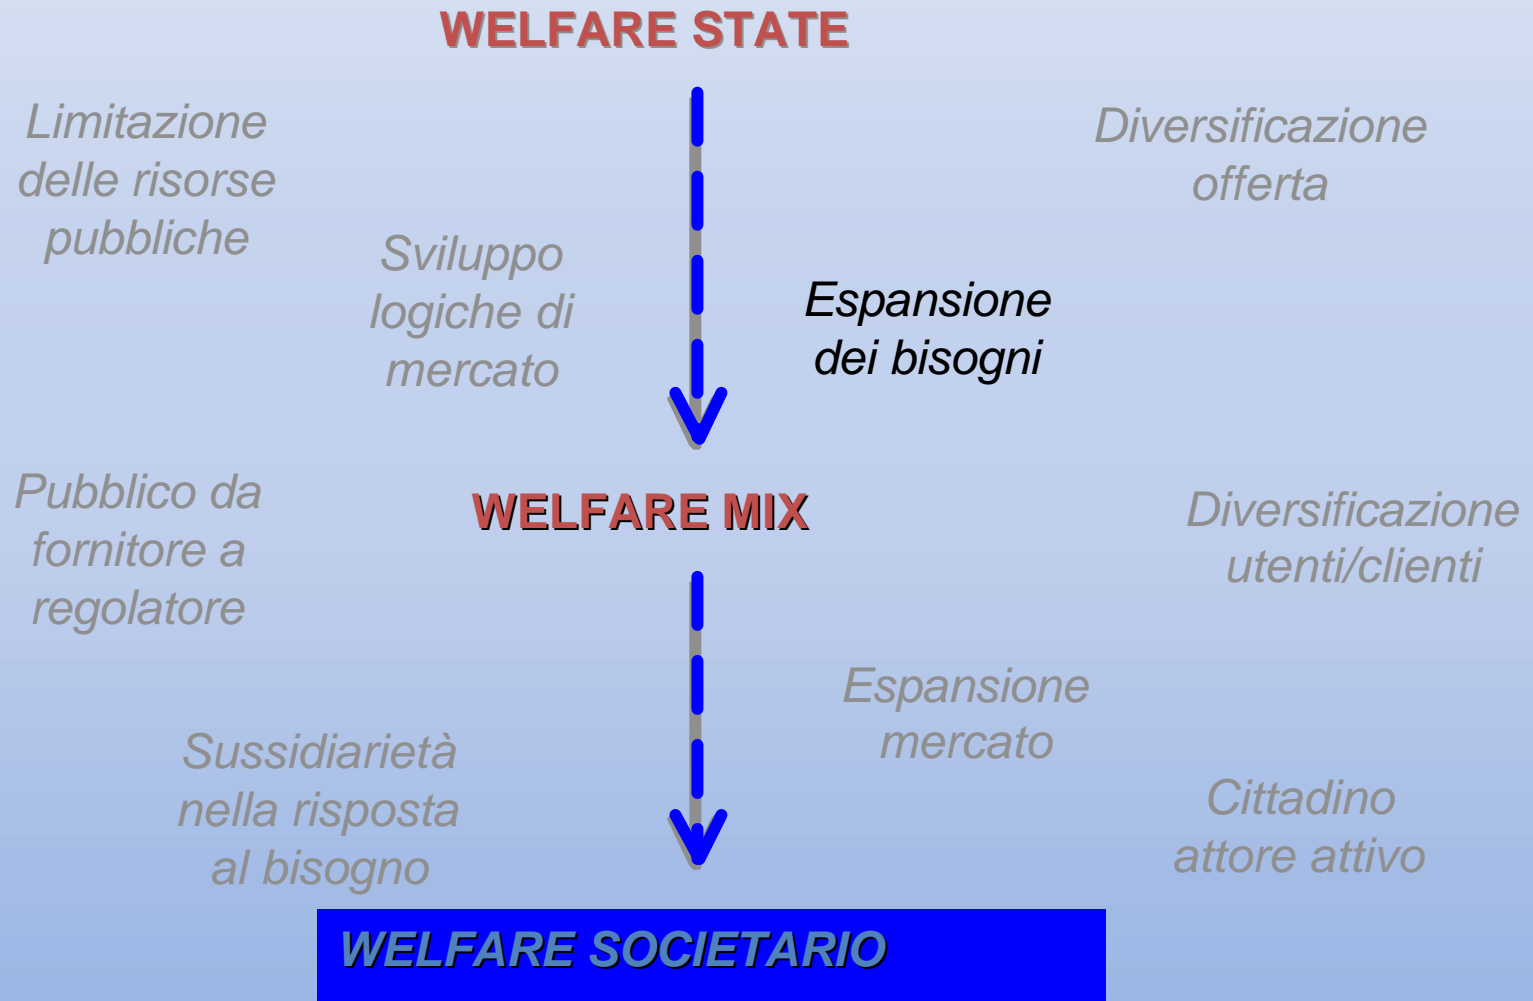 WELFARE STATE
Limitazione
delle risorse
pubbliche
Diversificazione
offerta
Sviluppo
logiche di
mercato
Espansione
dei bisogni
Pubblico da
fornitore a
regolatore
WELFARE MIX
Diversificazione
utenti/clienti
Espansione
mercato
Sussidiarietà
nella risposta
al bisogno
Cittadino
attore attivo
WELFARE SOCIETARIO